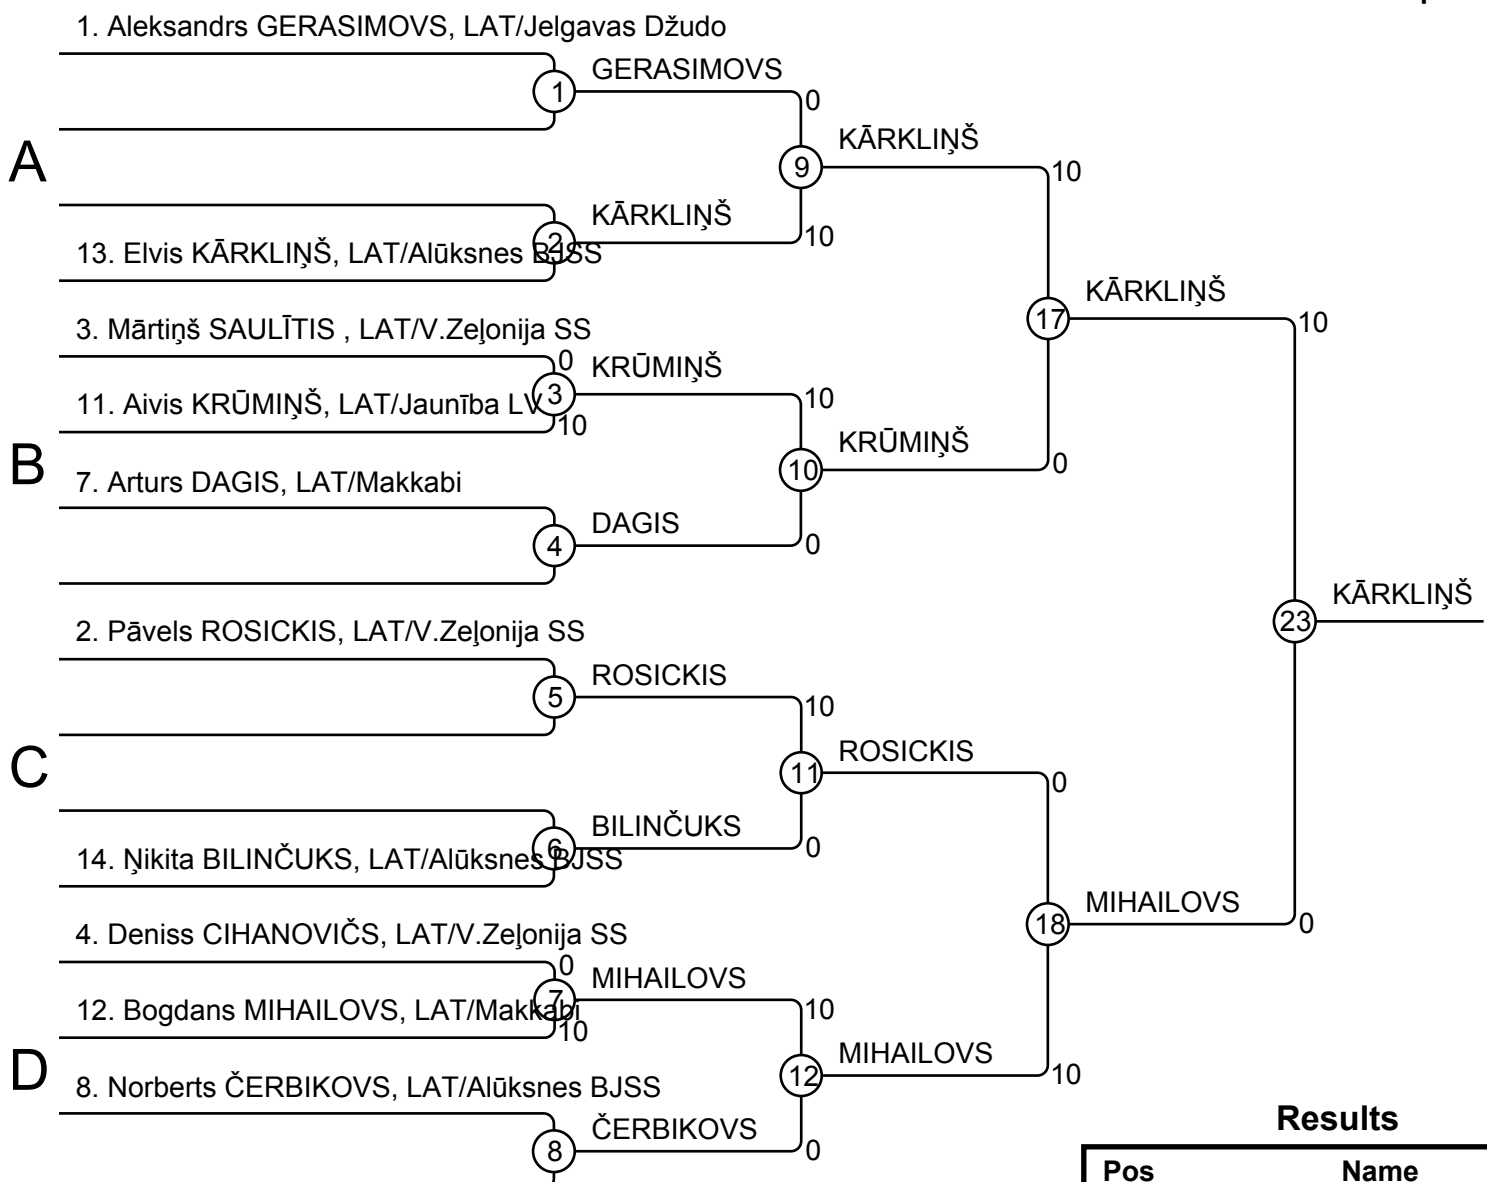 1. Aleksandrs GERASIMOVS, LAT/Jelgavas Džudo
1
GERASIMOVS
0
A
9
KĀRKLIŅŠ
10
2
KĀRKLIŅŠ
10
13. Elvis KĀRKLIŅŠ, LAT/Alūksnes BJSS
17
KĀRKLIŅŠ
10
3. Mārtiņš SAULĪTIS , LAT/V.Zeļonija SS
0
3
KRŪMIŅŠ
10
11. Aivis KRŪMIŅŠ, LAT/Jaunība LV
10
B
10
KRŪMIŅŠ
0
7. Arturs DAGIS, LAT/Makkabi
4
DAGIS
0
23
KĀRKLIŅŠ
2. Pāvels ROSICKIS, LAT/V.Zeļonija SS
5
ROSICKIS
10
C
11
ROSICKIS
0
6
BILINČUKS
0
14. Ņikita BILINČUKS, LAT/Alūksnes BJSS
18
MIHAILOVS
0
4. Deniss CIHANOVIČS, LAT/V.Zeļonija SS
0
7
MIHAILOVS
10
12. Bogdans MIHAILOVS, LAT/Makkabi
10
D
12
MIHAILOVS
10
8. Norberts ČERBIKOVS, LAT/Alūksnes BJSS
8
ČERBIKOVS
0
Results
Pos Name